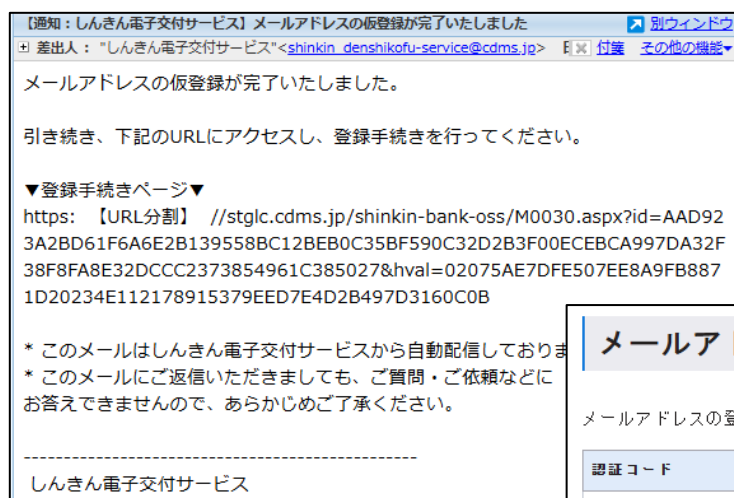 【通知：しんきん電子交付サービス】メールアドレスの仮登録が完了いたしました
別ウィンドウ
差出人： "しんきん電子交付サービス"<shinkin_denshikofu-service@cdms.jp>
付箋 その他の機能▼
メールアドレスの仮登録が完了いたしました。
引き続き、下記のURLにアクセスし、登録手続きを行ってください。
▼登録手続きページ▼
https: 【URL分割】 //stglc.cdms.jp/shinkin-bank-oss/M0030.aspx?id=AAD92
3A2BD61F6A6E2B139558BC12BEB0C35BF590C32D2B3F00ECEBCA997DA32F
38F8FA8E32DCCC2373854961C385027&hval=02075AE7DFE507EE8A9FB887
1D20234E112178915379EED7E4D2B497D3160C0B
* このメールはしんきん電子交付サービスから自動配信しておりま
* このメールにご返信いただきましても、ご質問・ご依頼などに
お答えできませんので、あらかじめご了承ください。
------------------------------------------------
しんきん電子交付サービス
メールア
メールアドレスの登
認証コード